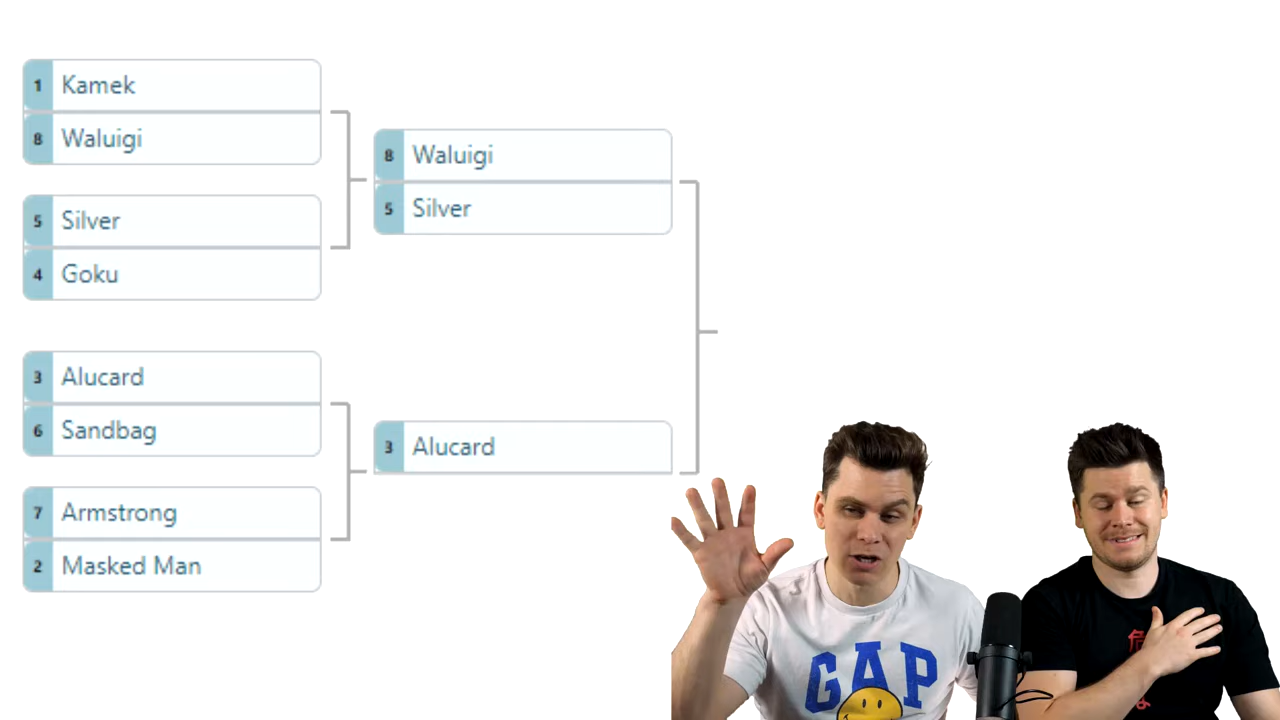 1 Kamek
8 Waluigi
5 Silver
4 Goku
3 Alucard
6 Sandbag
7 Armstrong
2 Masked Man
8 Waluigi
5 Silver
3 Alucard
GAP
危